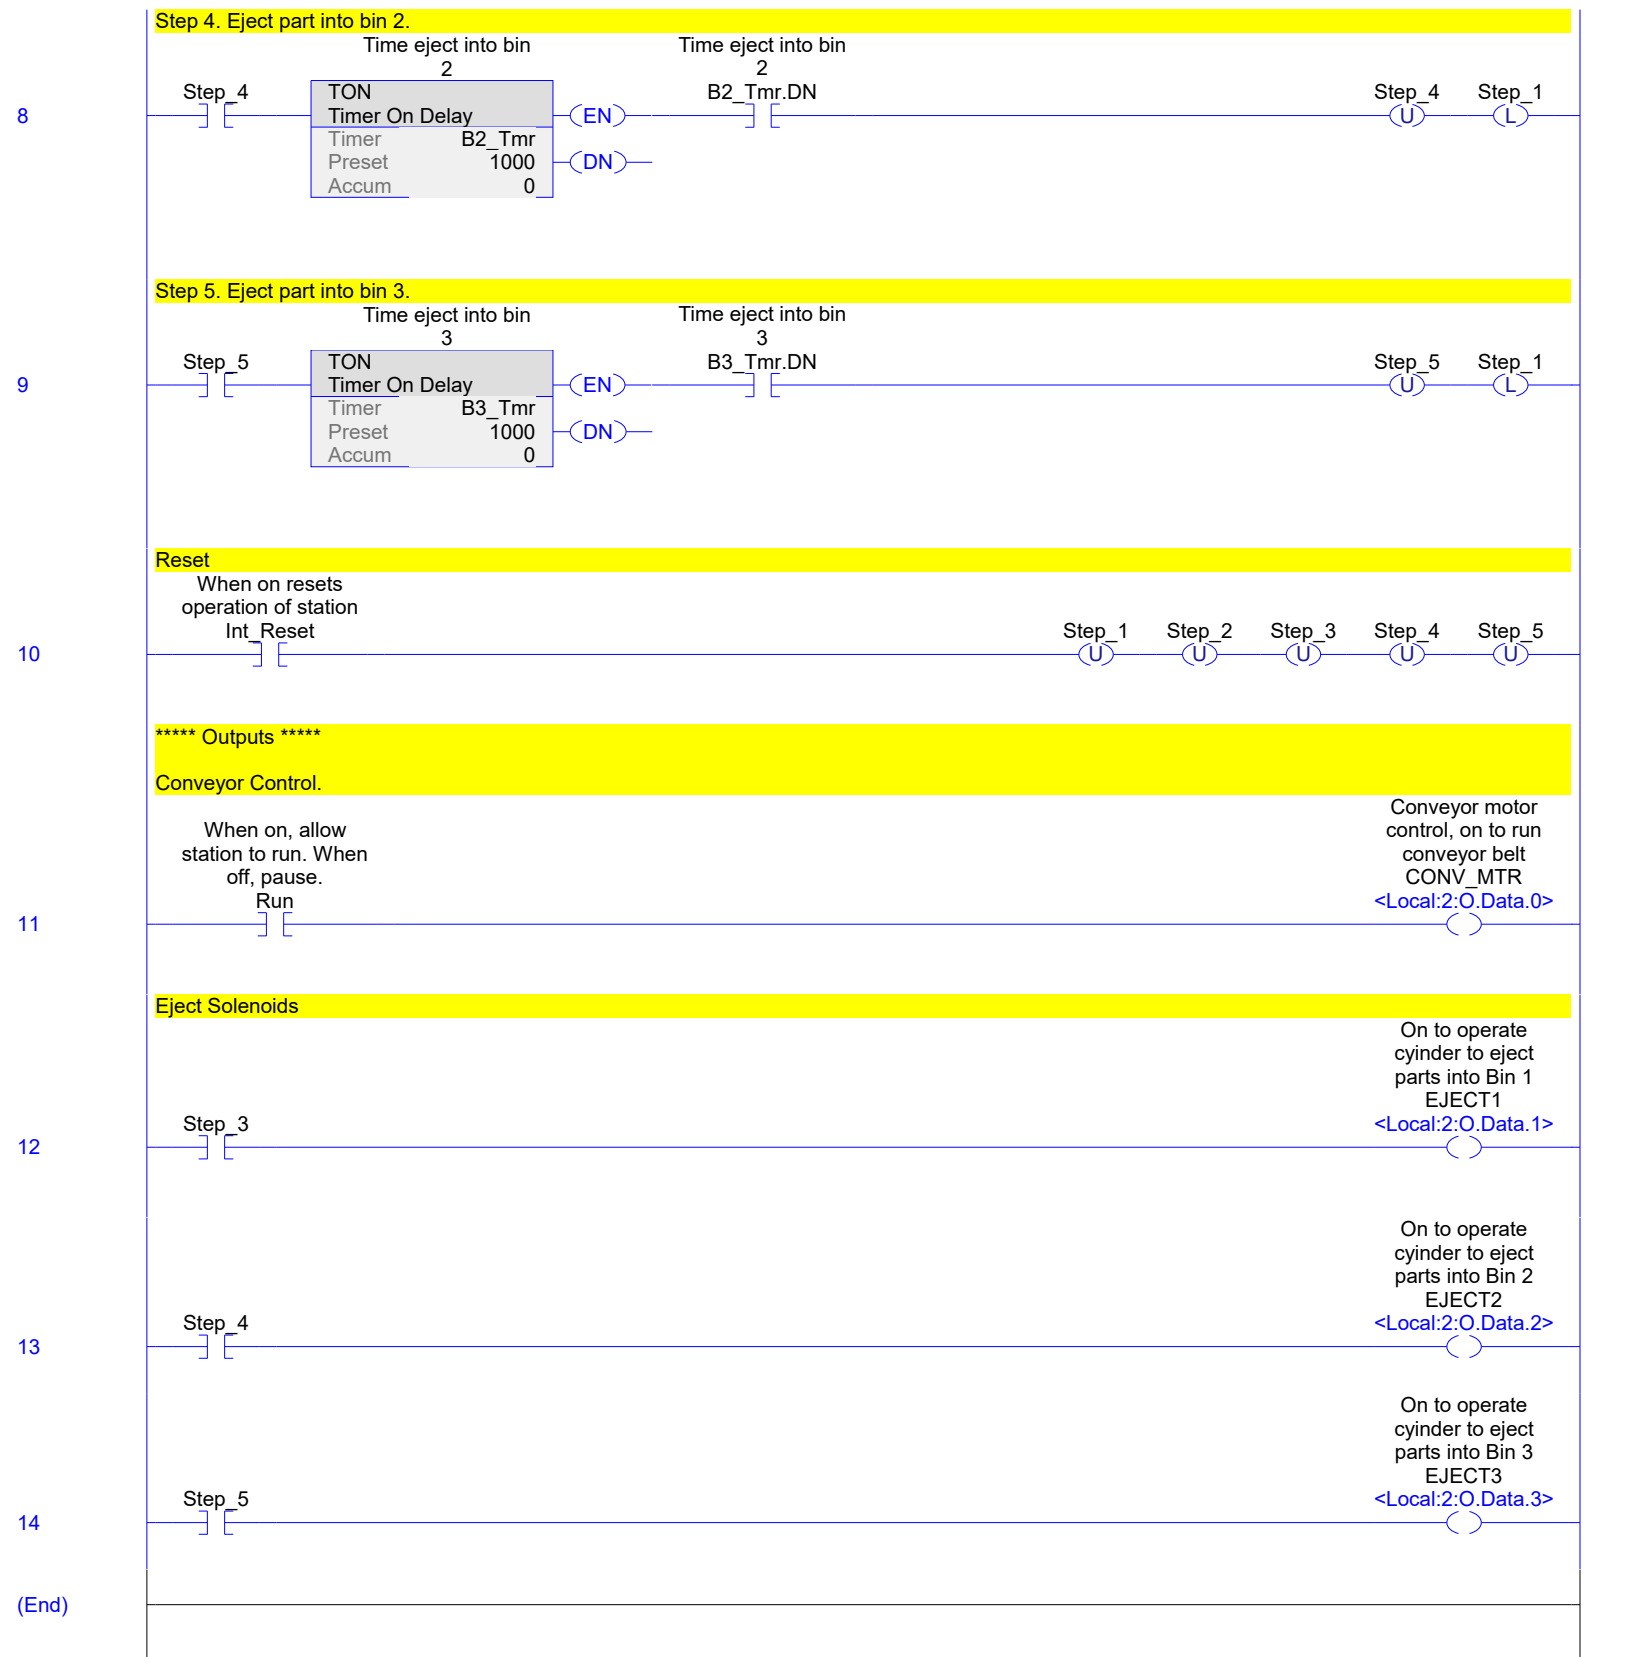 Step 4. Eject part into bin 2.
Time eject into bin
2
Time eject into bin
2
8
Step_4
TON
Timer On Delay
Timer B2_Tmr
Preset 1000
Accum 0
EN
DN
B2_Tmr.DN
Step_4
U
Step_1
L
Step 5. Eject part into bin 3.
Time eject into bin
3
Time eject into bin
3
9
Step_5
TON
Timer On Delay
Timer B3_Tmr
Preset 1000
Accum 0
EN
DN
B3_Tmr.DN
Step_5
U
Step_1
L
Reset
When on resets
operation of station
Int_Reset
10
Step_1
U
Step_2
U
Step_3
U
Step_4
U
Step_5
U
***** Outputs *****
Conveyor Control.
When on, allow
station to run. When
off, pause.
Run
11
Conveyor motor
control, on to run
conveyor belt
CONV_MTR
<Local:2:O.Data.0>
Eject Solenoids
12
Step_3
On to operate
cyinder to eject
parts into Bin 1
EJECT1
<Local:2:O.Data.1>
13
Step_4
On to operate
cyinder to eject
parts into Bin 2
EJECT2
<Local:2:O.Data.2>
14
Step_5
On to operate
cyinder to eject
parts into Bin 3
EJECT3
<Local:2:O.Data.3>
(End)